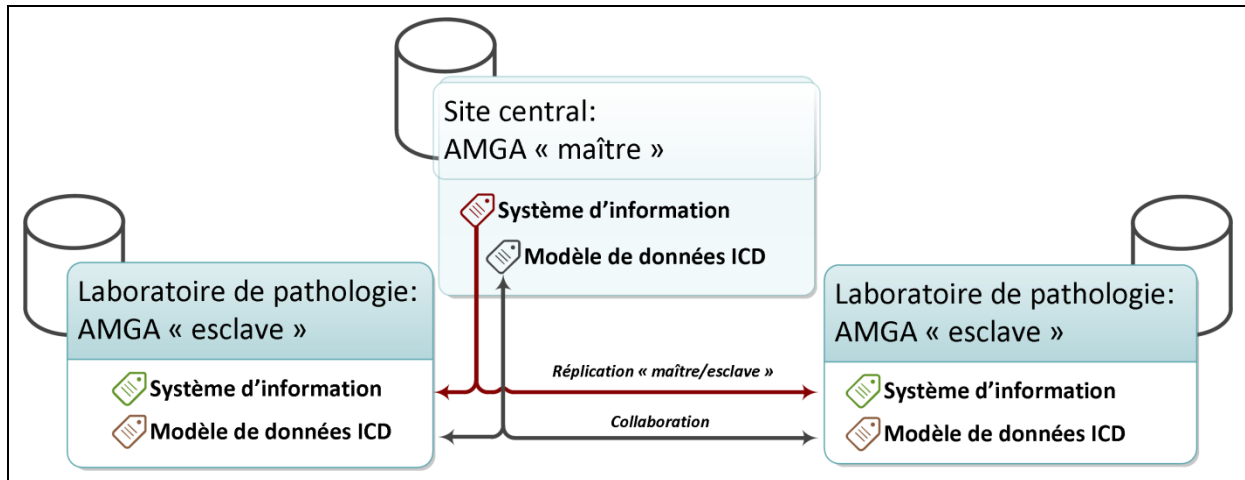 Site central:
AMGA « maître »
Système d’information
Modèle de données ICD
Laboratoire de pathologie:
AMGA « esclave »
Système d’information
Modèle de données ICD
Réplication « maître/esclave »
Collaboration
Laboratoire de pathologie:
AMGA « esclave »
Système d’information
Modèle de données ICD